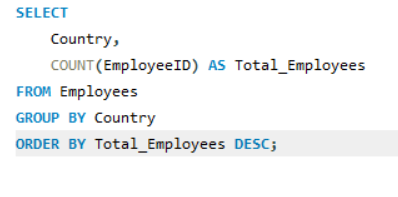 SELECT
    Country,
    COUNT(EmployeeID) AS Total_Employees
FROM Employees
GROUP BY Country
ORDER BY Total_Employees DESC;